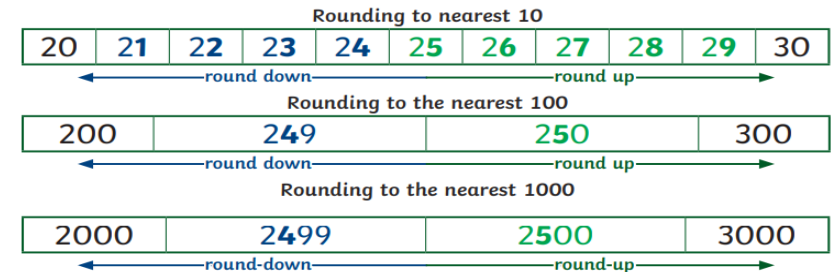 Rounding to nearest 10
20 21 22 23 24 25 26 27 28 29 30
round down round up
Rounding to the nearest 100
200 249 250 300
round down round up
Rounding to the nearest 1000
2000 2499 2500 3000
round-down round-up